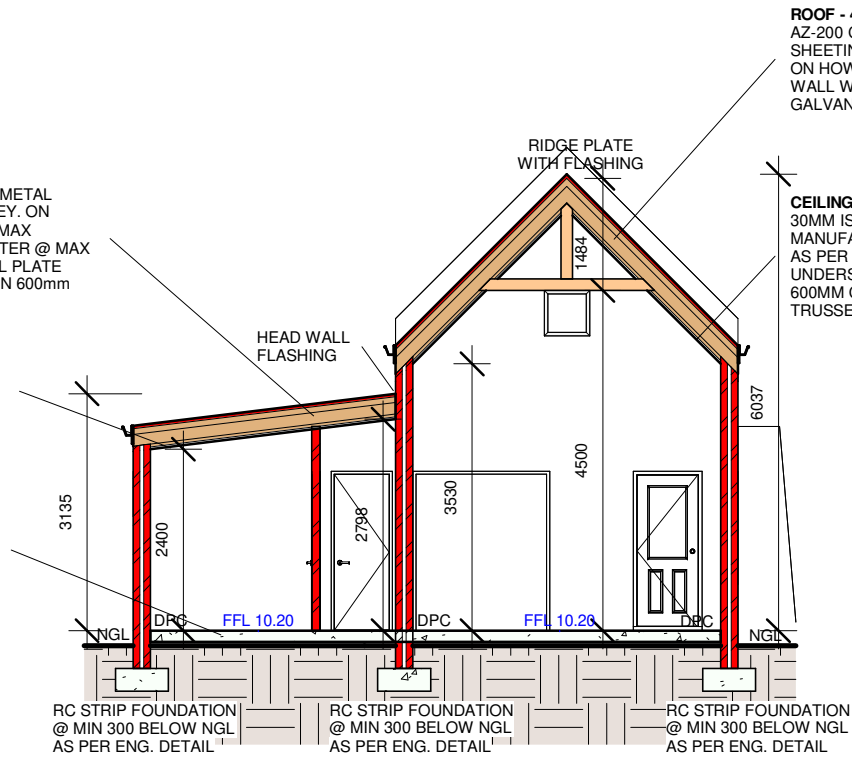 ROOF -
AZ-200
SHEETIN
ON HOW
WALL W
GALVAN
RIDGE PLATE
WITH FLASHING
METAL
EY. ON
MAX
TER @ MAX
L PLATE
N 600mm
CEILING
30MM IS
MANUFA
AS PER
UNDERS
600MM
TRUSSE
1484
HEAD WALL
FLASHING
6037
4500
3530
3135
2400
2798
DPC
FFL 10.20
DPC
FFL 10.20
DPC
NGL
NGL
RC STRIP FOUNDATION
@ MIN 300 BELOW NGL
AS PER ENG. DETAIL
RC STRIP FOUNDATION
@ MIN 300 BELOW NGL
AS PER ENG. DETAIL
RC STRIP FOUNDATION
@ MIN 300 BELOW NGL
AS PER ENG. DETAIL